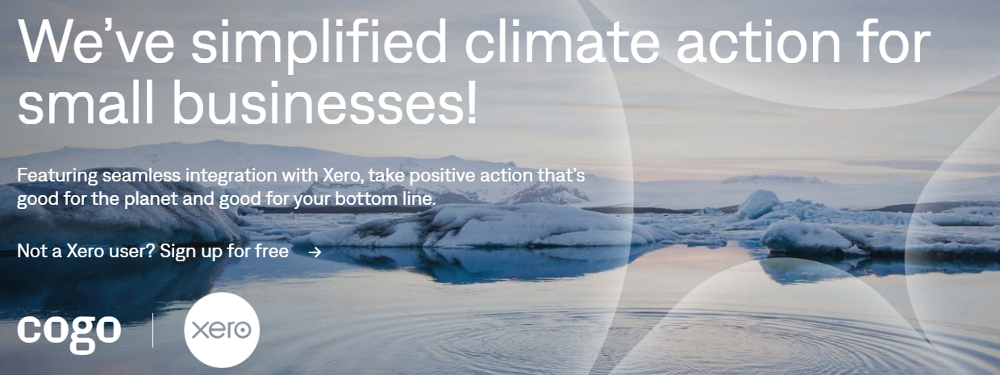 We’ve simplified climate action for
small businesses!
Featuring seamless integration with Xero, take positive action that’s
good for the planet and good for your bottom line.
Not a Xero user? Sign up for free →
cogo | xero